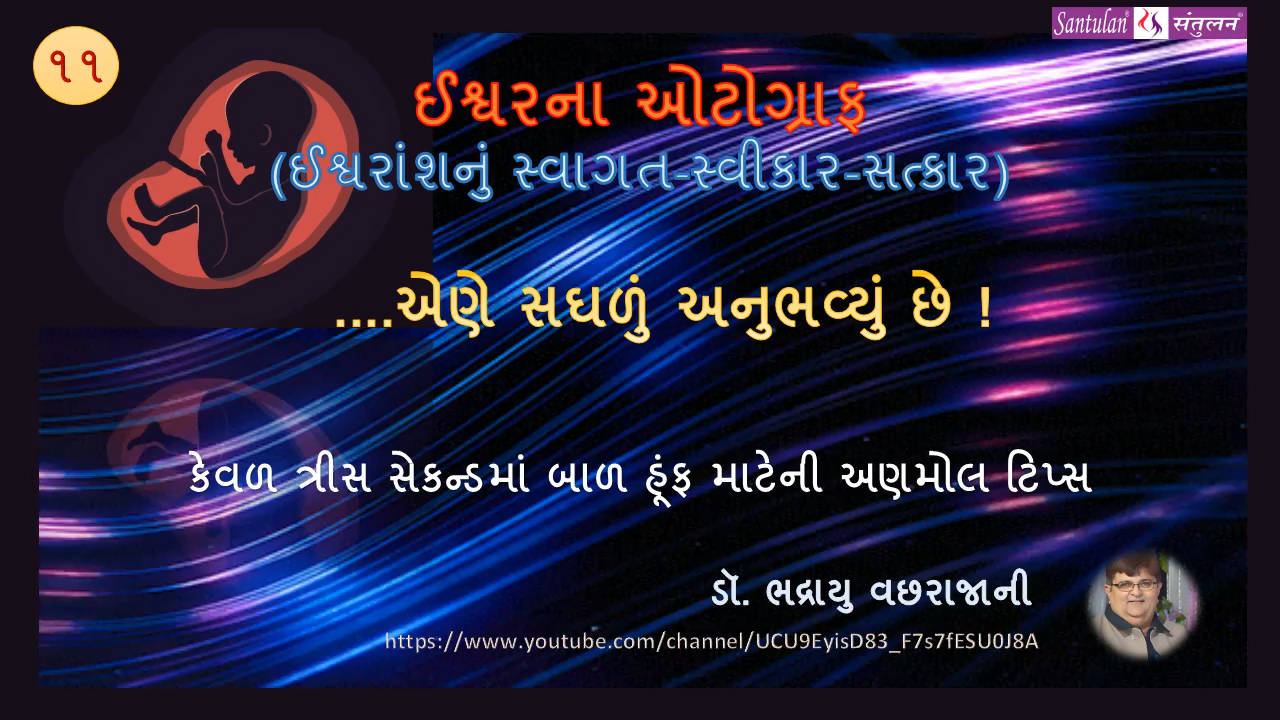 Santulan संतुलन
૧૧
ઈશ્વરના ઓટોગ્રાફ
(ઈશ્વરાંશનું સ્વાગત-સ્વીકાર-સત્કાર)
....એણે સઘળું અનુભવ્યું છે !
કેવળ ત્રીસ સેકન્ડમાં બાળ હૂંફ માટેની અણમોલ ટિપ્સ
ડૉ. ભદ્રાયુ વછરાજાની
https://www.youtube.com/channel/UCU9EyisD83_F7s7fESU0J8A